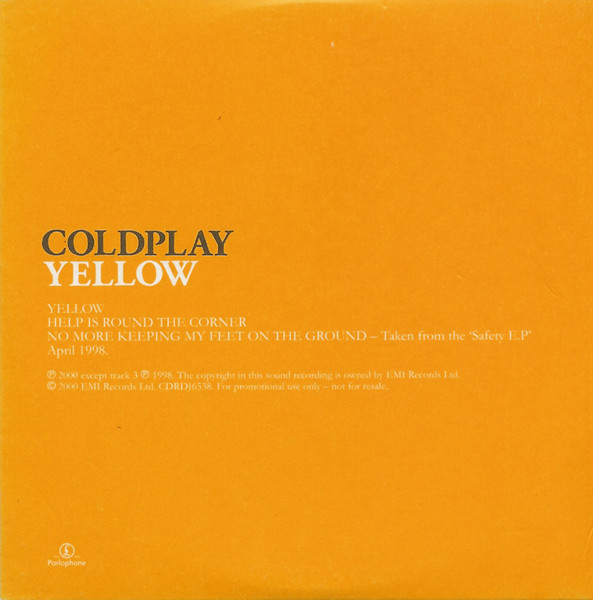 COLDPLAY
YELLOW
YELLOW
HELP IS ROUND THE CORNER
NO MORE KEEPING MY FEET ON THE GROUND – Taken from the ‘Safety E.P’
April 1998.
℗ 2000 except track 3 ℗ 1998. The copyright in this sound recording is owned by EMI Records Ltd.
© 2000 EMI Records Ltd. CDRDJ6538. For promotional use only – not for resale.
£
Parlophone